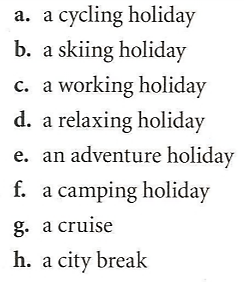 a. a cycling holiday
b. a skiing holiday
c. a working holiday
d. a relaxing holiday
e. an adventure holiday
f. a camping holiday
g. a cruise
h. a city break